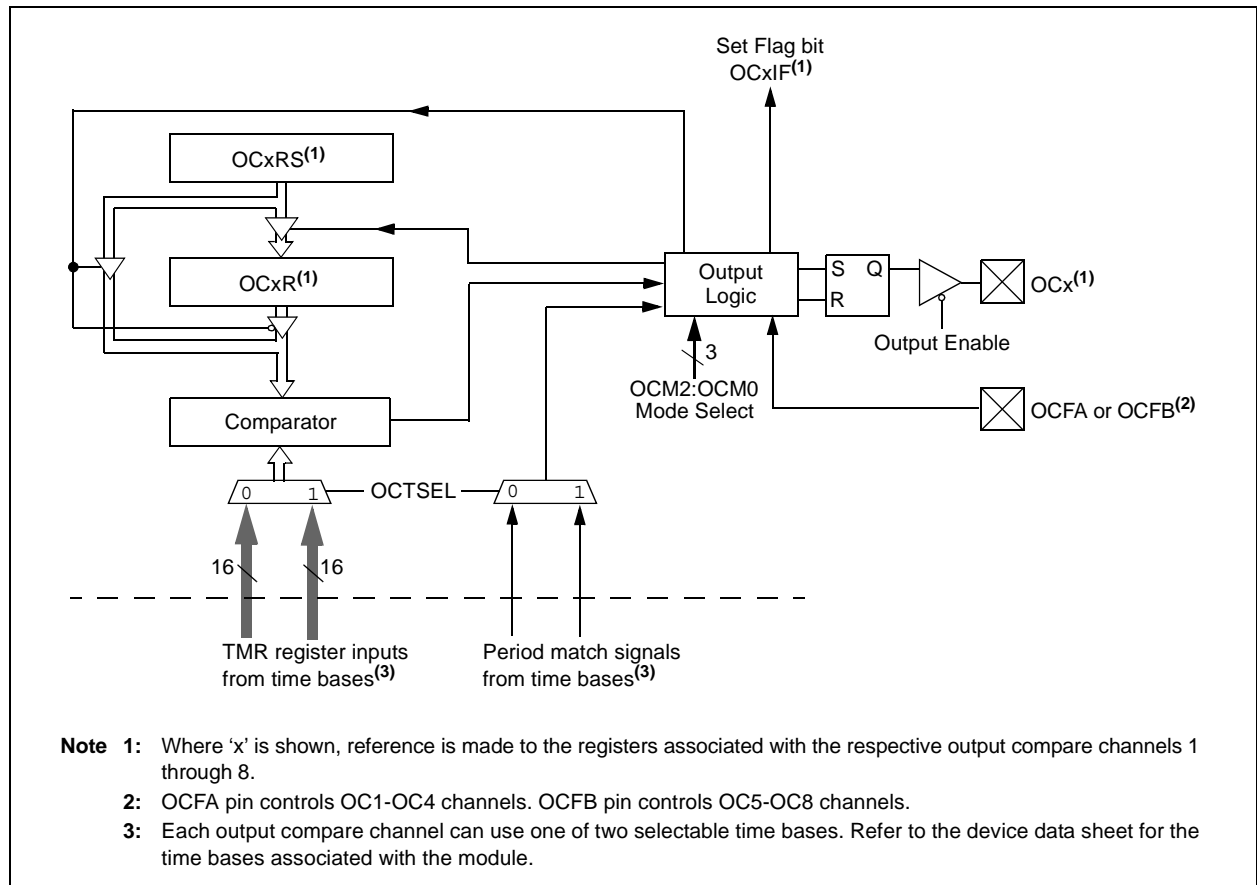 Set Flag bit
OCxIF(1)
OCxRS(1)
OCxR(1)
Output
Logic
S Q
R
OCx(1)
Output Enable
3
OCM2:OCM0
Mode Select
OCFA or OCFB(2)
Comparator
0 1
OCTSEL
0 1
16
16
TMR register inputs
from time bases(3)
Period match signals
from time bases(3)
Note 1: Where ‘x’ is shown, reference is made to the registers associated with the respective output compare channels 1
through 8.
2: OCFA pin controls OC1-OC4 channels. OCFB pin controls OC5-OC8 channels.
3: Each output compare channel can use one of two selectable time bases. Refer to the device data sheet for the
time bases associated with the module.